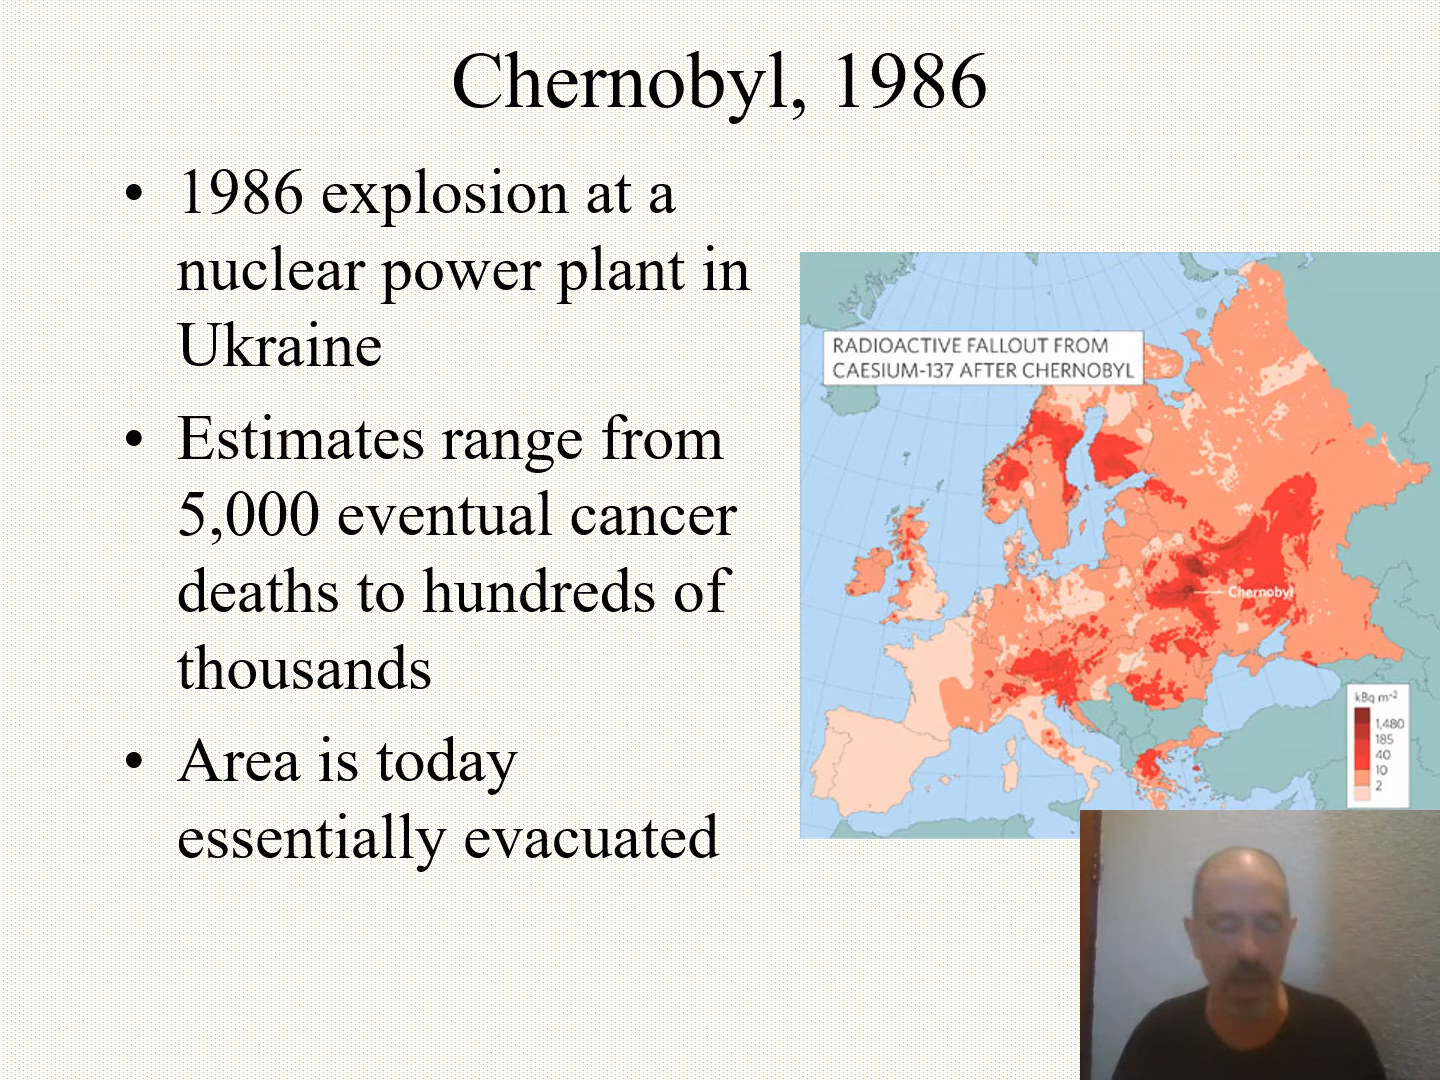 Chernobyl, 1986
• 1986 explosion at a
nuclear power plant in
Ukraine
• Estimates range from
5,000 eventual cancer
deaths to hundreds of
thousands
• Area is today
essentially evacuated
RADIOACTIVE FALLOUT FROM
CAESIUM-137 AFTER CHERNOBYL
Chernobyl
kBq m⁻²
1,480
185
40
10
2